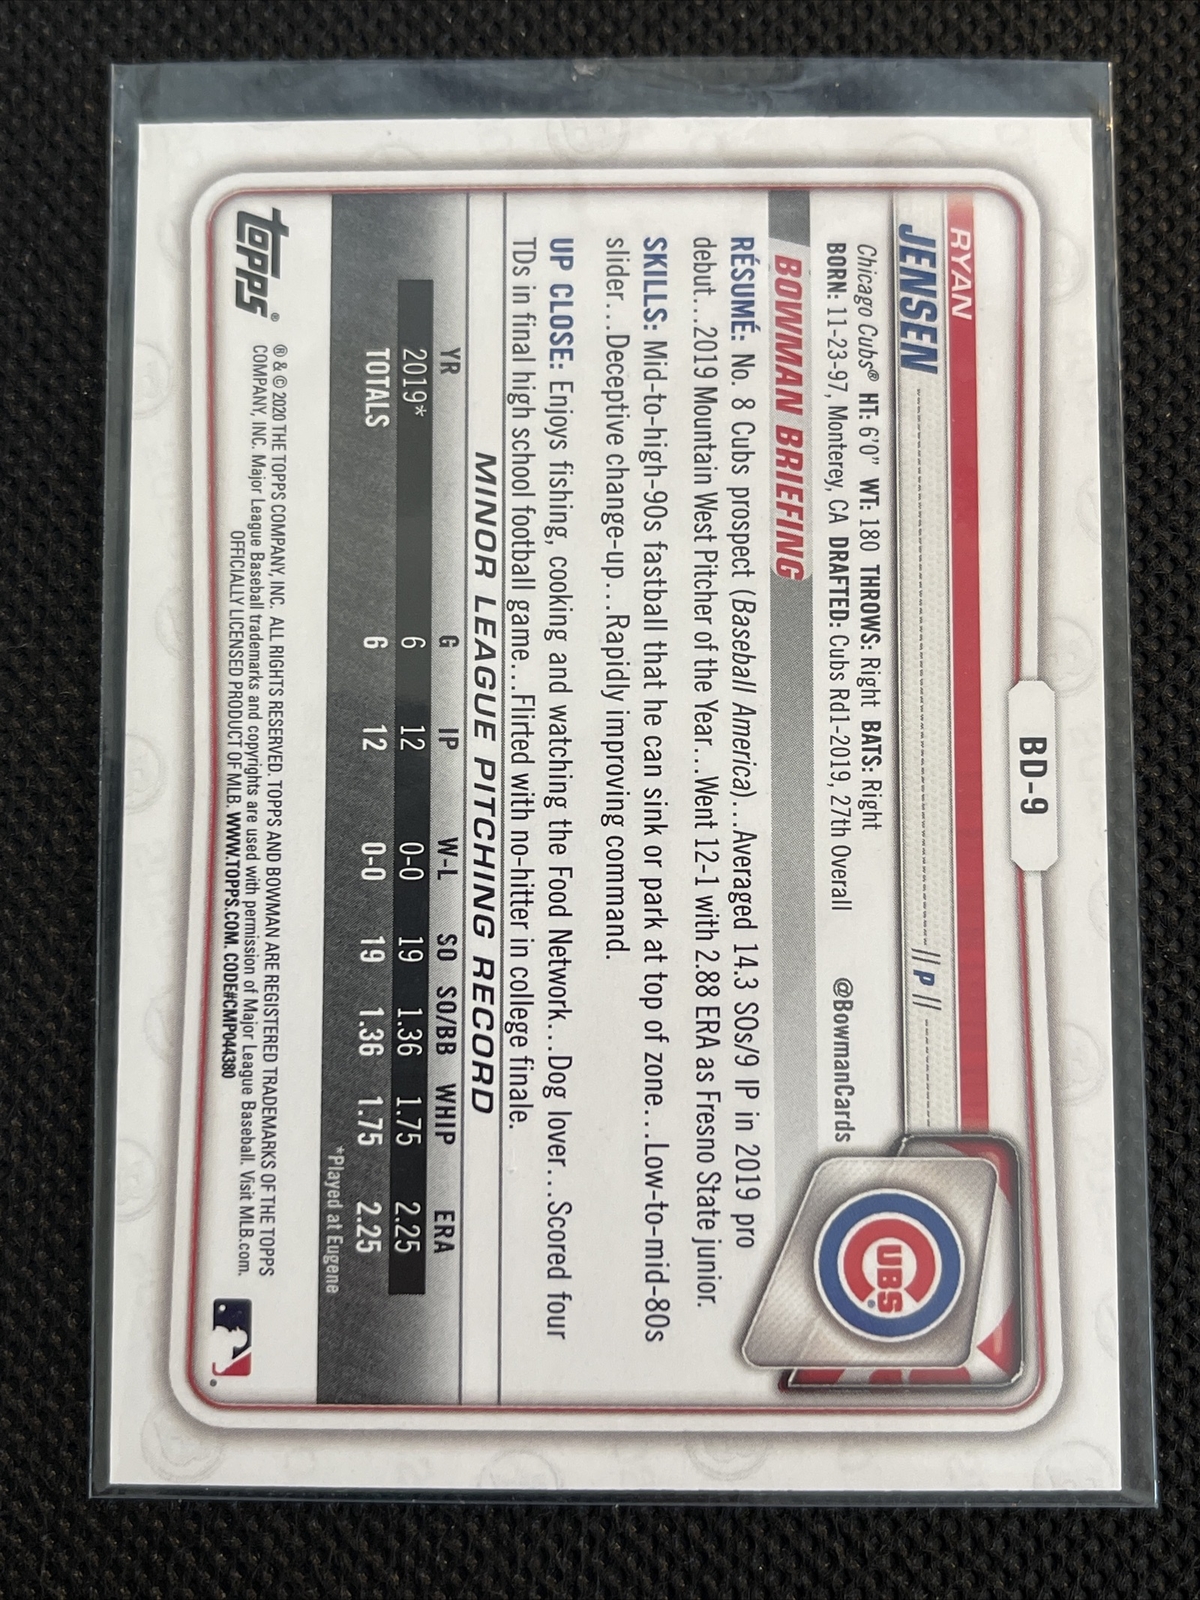 BD-9
RYAN
JENSEN // P //
Chicago Cubs® HT: 6'0" WT: 180 THROWS: Right BATS: Right
BORN: 11-23-97, Monterey, CA DRAFTED: Cubs Rd1-2019, 27th Overall @BowmanCards
CUBS®
BOWMAN BRIEFING
RÉSUMÉ: No. 8 Cubs prospect (Baseball America)...Averaged 14.3 SOs/9 IP in 2019 pro
debut...2019 Mountain West Pitcher of the Year...Went 12-1 with 2.88 ERA as Fresno State junior.
SKILLS: Mid-to-high-90s fastball that he can sink or park at top of zone...Low-to-mid-80s
slider...Deceptive change-up...Rapidly improving command.
UP CLOSE: Enjoys fishing, cooking and watching the Food Network...Dog lover...Scored four
TDs in final high school football game...Flirted with no-hitter in college finale.
MINOR LEAGUE PITCHING RECORD
YR G IP W-L SO SO/BB WHIP ERA
2019* 6 12 0-0 19 1.36 1.75 2.25
TOTALS 6 12 0-0 19 1.36 1.75 2.25
*Played at Eugene
topps®
® & © 2020 THE TOPPS COMPANY, INC. ALL RIGHTS RESERVED. TOPPS AND BOWMAN ARE REGISTERED TRADEMARKS OF THE TOPPS
COMPANY, INC. Major League Baseball trademarks and copyrights are used with permission of Major League Baseball. Visit MLB.com.
OFFICIALLY LICENSED PRODUCT OF MLB. WWW.TOPPS.COM. CODE#CMP044380